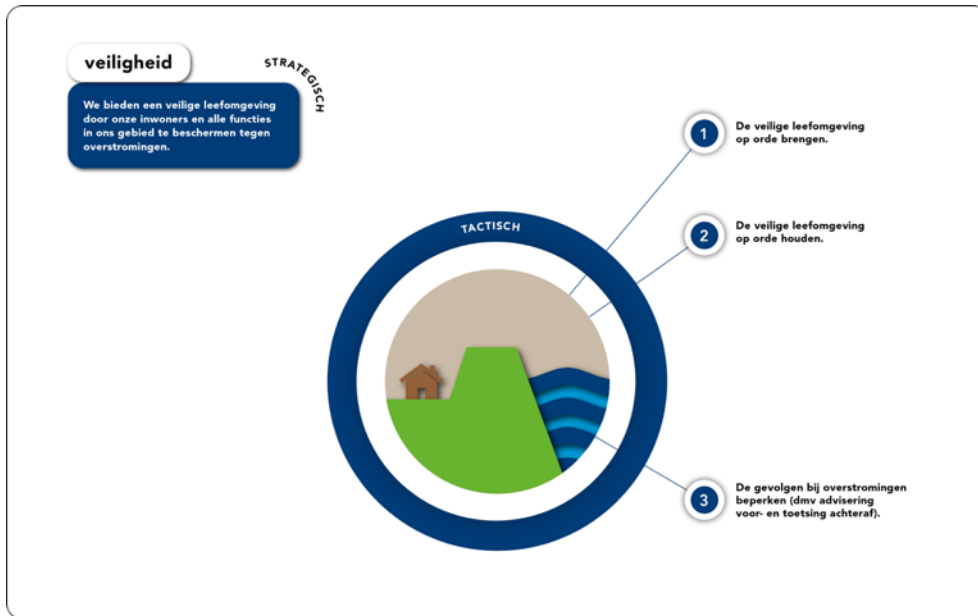 veiligheid
STRATEGISCH
We bieden een veilige leefomgeving
door onze inwoners en alle functies
in ons gebied te beschermen tegen
overstromingen.
1
De veilige leefomgeving
op orde brengen.
TACTISCH
2
De veilige leefomgeving
op orde houden.
3
De gevolgen bij overstromingen
beperken (dmv advisering
voor- en toetsing achteraf).